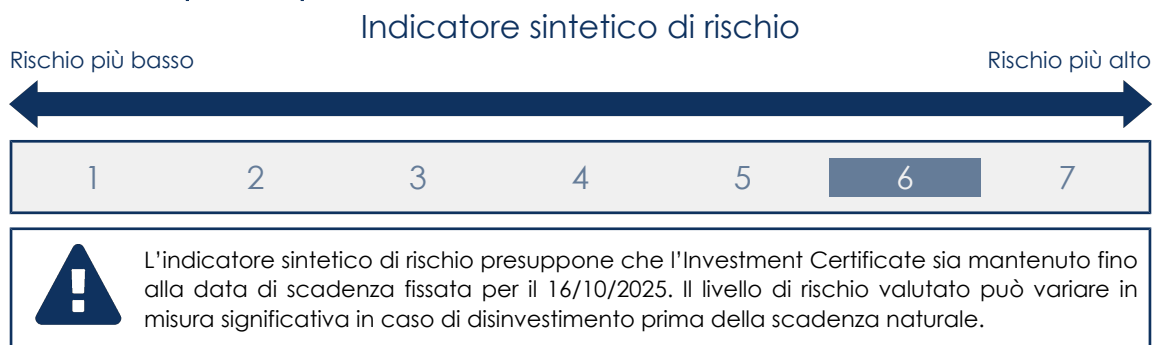 Indicatore sintetico di rischio
Rischio più basso Rischio più alto
1 2 3 4 5 6 7
L'indicatore sintetico di rischio presuppone che l'Investment Certificate sia mantenuto fino
alla data di scadenza fissata per il 16/10/2025. Il livello di rischio valutato può variare in
misura significativa in caso di disinvestimento prima della scadenza naturale.